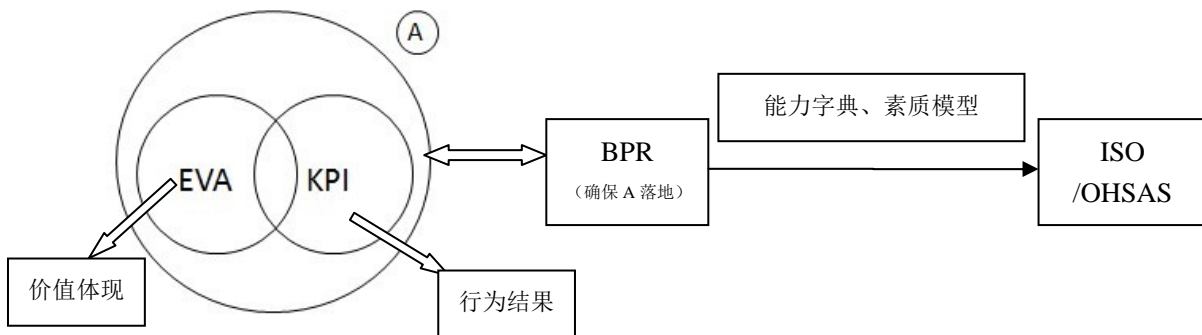 A
EVA
KPI
价值体现
行为结果
BPR
（确保 A 落地）
能力字典、素质模型
ISO
/OHSAS